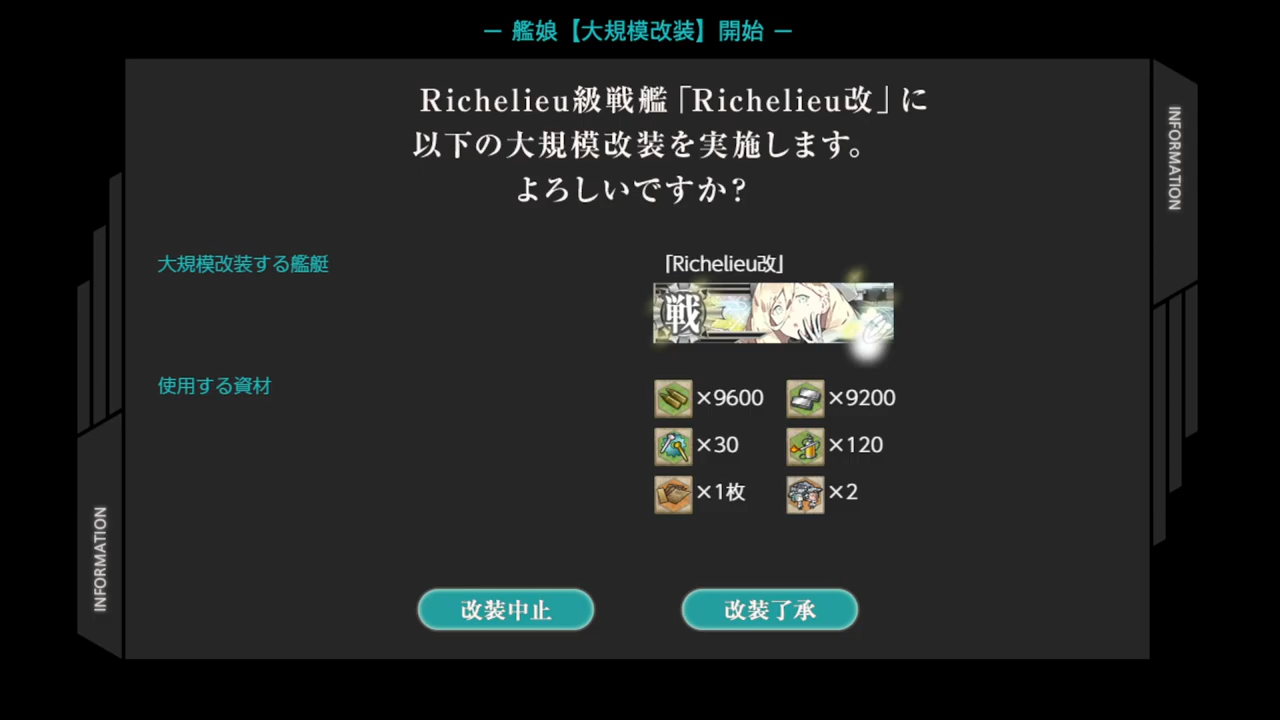 ー 艦娘【大規模改装】開始 ー
Richelieu級戦艦「Richelieu改」に
以下の大規模改装を実施します。
よろしいですか?
大規模改装する艦艇
「Richelieu改」
戦
使用する資材
×9600 ×9200
×30 ×120
×1枚 ×2
改装中止 改装了承
INFORMATION
INFORMATION